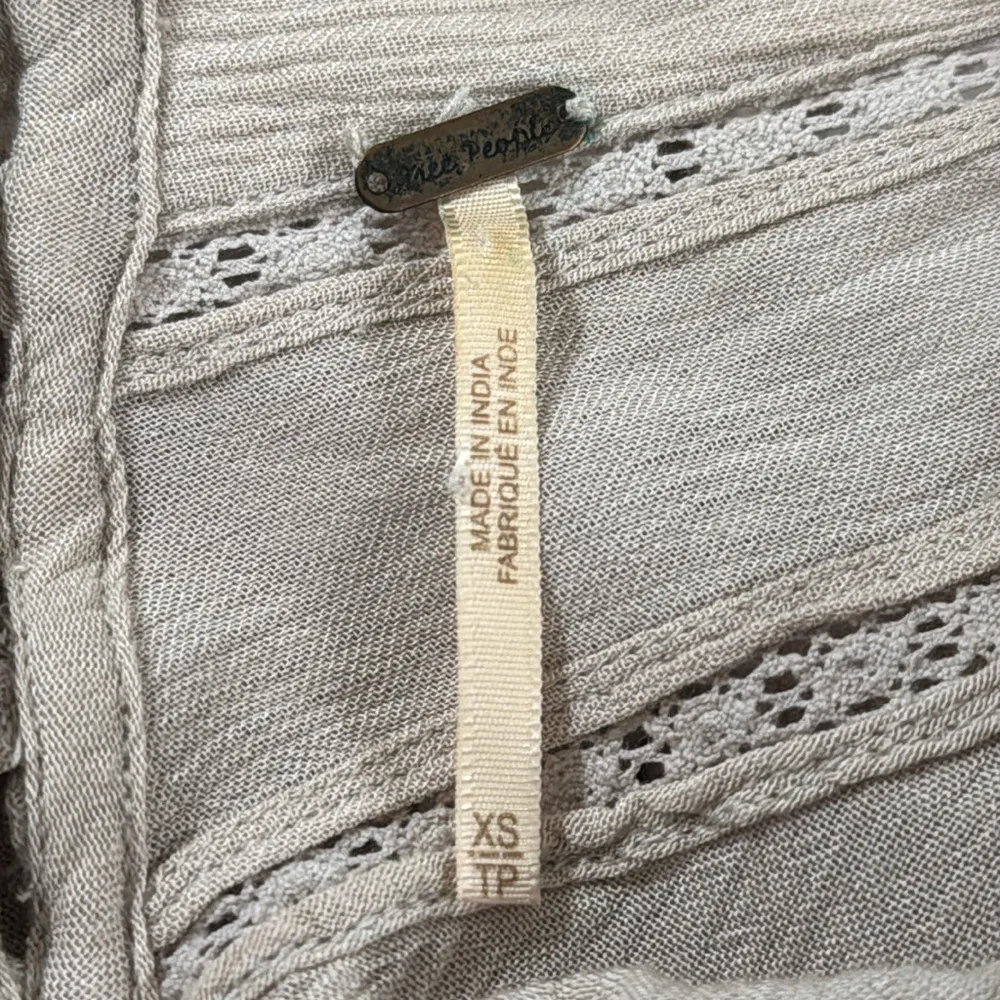 Free People
MADE IN INDIA
FABRIQUÉ EN INDE
XS
TP